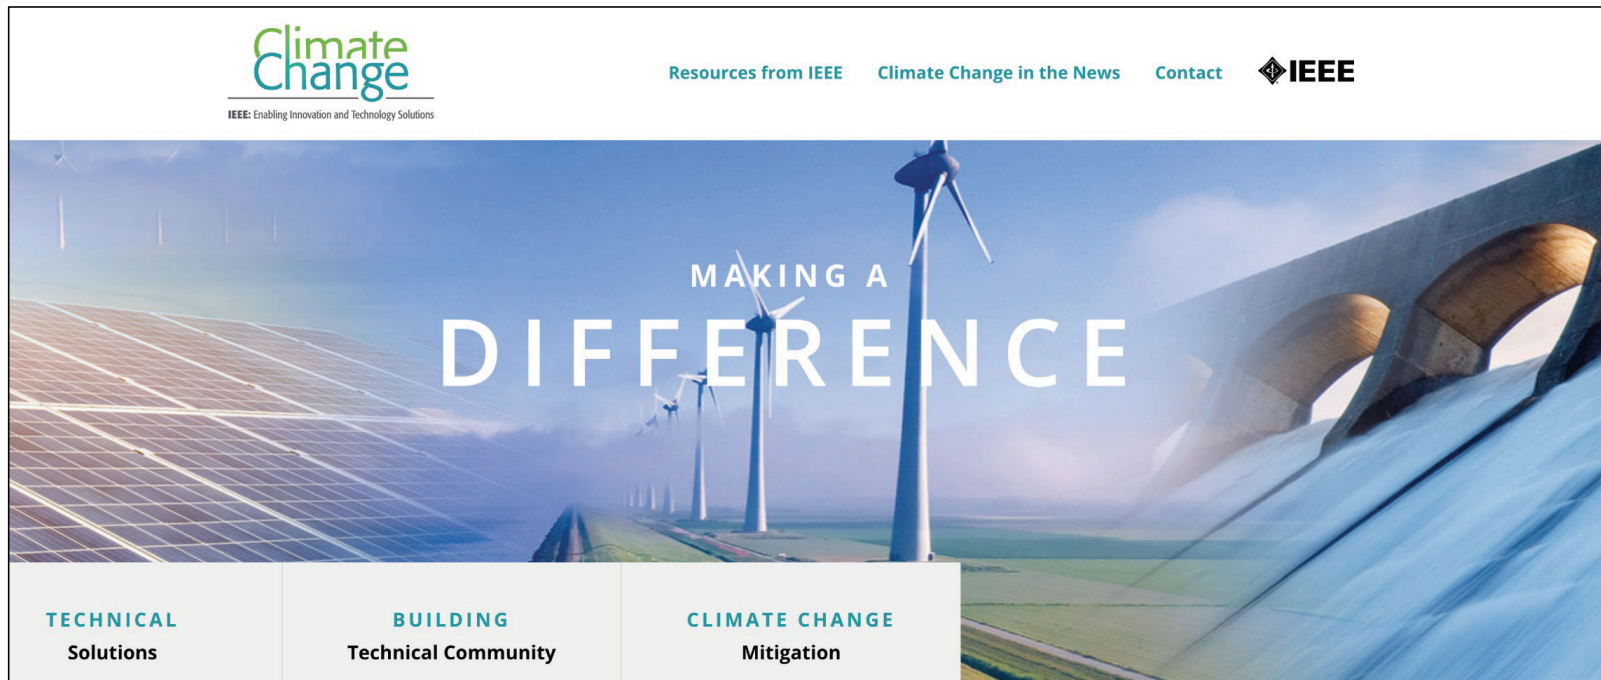 Climate
Change
IEEE: Enabling Innovation and Technology Solutions
Resources from IEEE
Climate Change in the News
Contact
IEEE
MAKING A
DIFFERENCE
TECHNICAL
Solutions
BUILDING
Technical Community
CLIMATE CHANGE
Mitigation